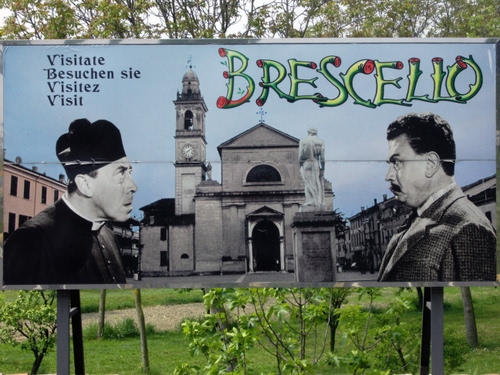 Visitate
Besuchen sie
Visitez
Visit
BRESCELLO